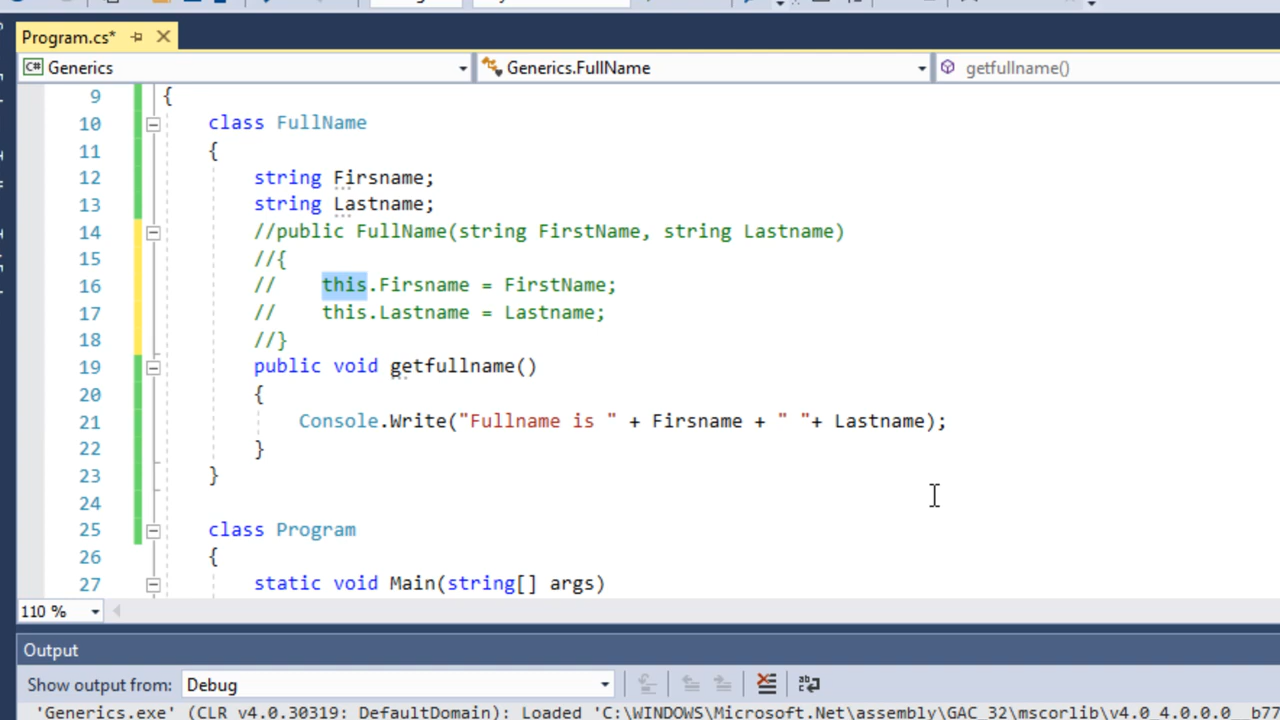 Program.cs*
C# Generics Generics.FullName getfullname()
9 {
10 class FullName
11 {
12 string Firsname;
13 string Lastname;
14 //public FullName(string FirstName, string Lastname)
15 //{
16 // this.Firsname = FirstName;
17 // this.Lastname = Lastname;
18 //}
19 public void getfullname()
20 {
21 Console.Write("Fullname is " + Firsname + " "+ Lastname);
22 }
23 }
24
25 class Program
26 {
27 static void Main(string[] args)
110 %
Output
Show output from: Debug
'Generics.exe' (CLR v4.0.30319: DefaultDomain): Loaded 'C:\WINDOWS\Microsoft.Net\assembly\GAC_32\mscorlib\v4.0_4.0.0.0__b77